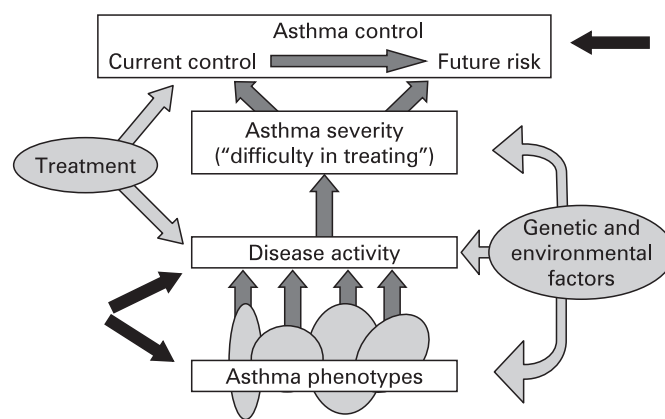 Asthma control
Current control
Future risk
Asthma severity
("difficulty in treating")
Treatment
Disease activity
Genetic and
environmental
factors
Asthma phenotypes